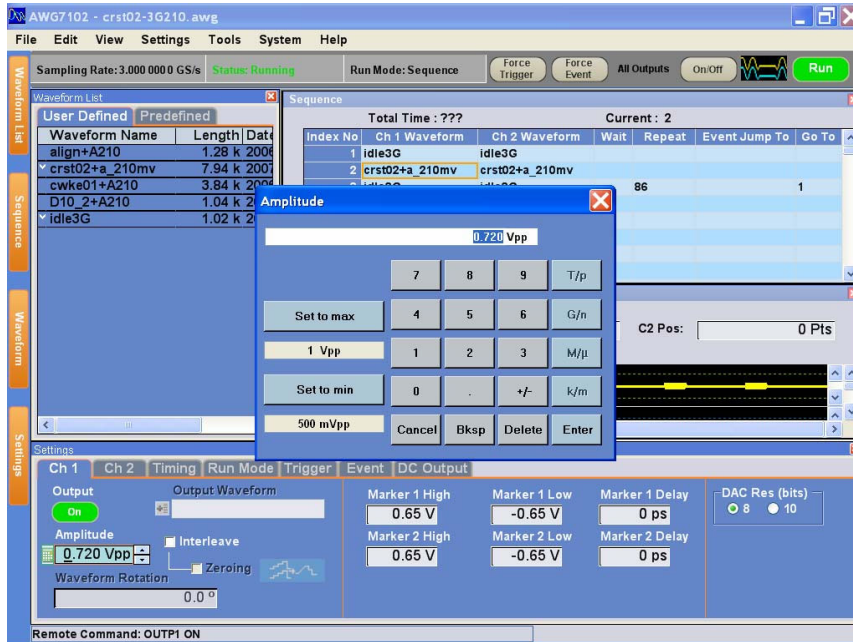 AWG7102 - crst02-3G210.awg
File Edit View Settings Tools System Help
Sampling Rate: 3.000 000 0 GS/s Status: Running Run Mode: Sequence Force Trigger Force Event All Outputs On/Off Run
Waveform List
Sequence
Waveform
Settings
Waveform List
User Defined Predefined
Waveform Name Length Date
align+A210 1.28 k 2006
crst02+a_210mv 7.94 k 2007
cwke01+A210 3.84 k
D10_2+A210 1.04 k
idle3G 1.02 k
Sequence
Total Time : ??? Current : 2
Index No Ch 1 Waveform Ch 2 Waveform Wait Repeat Event Jump To Go To
1 idle3G idle3G
2 crst02+a_210mv crst02+a_210mv
86 1
C2 Pos: 0 Pts
Amplitude
0.720 Vpp
7 8 9 T/p
Set to max 4 5 6 G/n
1 Vpp 1 2 3 M/µ
Set to min 0 . +/- k/m
500 mVpp Cancel Bksp Delete Enter
Settings
Ch 1 Ch 2 Timing Run Mode Trigger Event DC Output
Output
On
Output Waveform
Amplitude
0.720 Vpp
Interleave
Zeroing
Waveform Rotation
0.0 °
Marker 1 High Marker 1 Low Marker 1 Delay
0.65 V -0.65 V 0 ps
Marker 2 High Marker 2 Low Marker 2 Delay
0.65 V -0.65 V 0 ps
DAC Res (bits)
8 10
Remote Command: OUTP1 ON